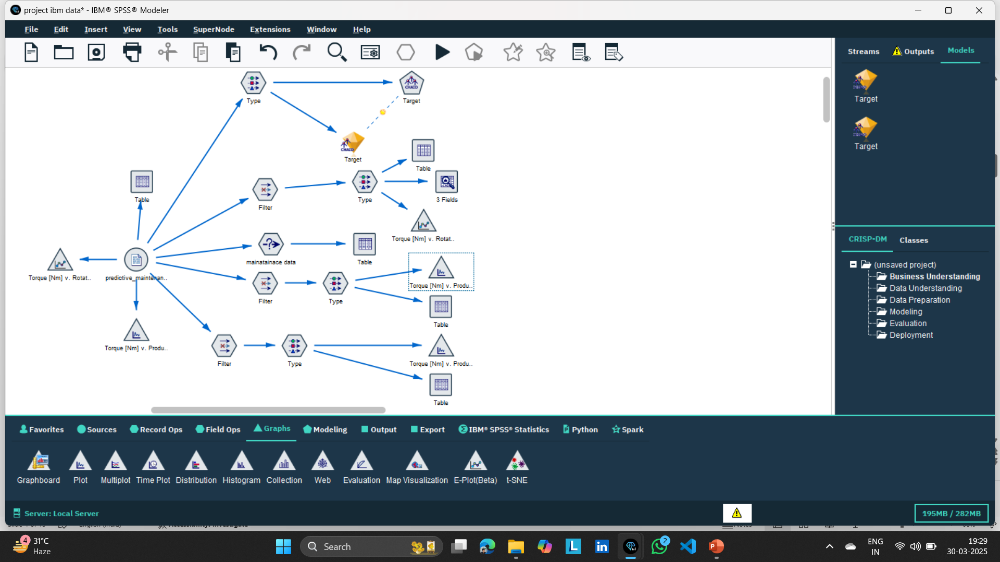 project ibm data* - IBM® SPSS® Modeler
File Edit Insert View Tools SuperNode Extensions Window Help
Streams Outputs Models
Target
Target
Type
CHAID
Target
CHAID
Target
Table
Table
Filter
Type
3 Fields
Torque [Nm] v. Rotat..
mainatainace data
Table
Torque [Nm] v. Rotat..
predictive_maintenan..
Filter
Type
Torque [Nm] v. Produ..
Table
Torque [Nm] v. Produ..
Filter
Type
Torque [Nm] v. Produ..
Table
CRISP-DM Classes
(unsaved project)
Business Understanding
Data Understanding
Data Preparation
Modeling
Evaluation
Deployment
Favorites Sources Record Ops Field Ops Graphs Modeling Output Export IBM® SPSS® Statistics Python Spark
Graphboard Plot Multiplot Time Plot Distribution Histogram Collection Web Evaluation Map Visualization E-Plot(Beta) t-SNE
Server: Local Server
195MB / 282MB
4
31°C
Haze
Search
2
ENG
IN
19:29
30-03-2025